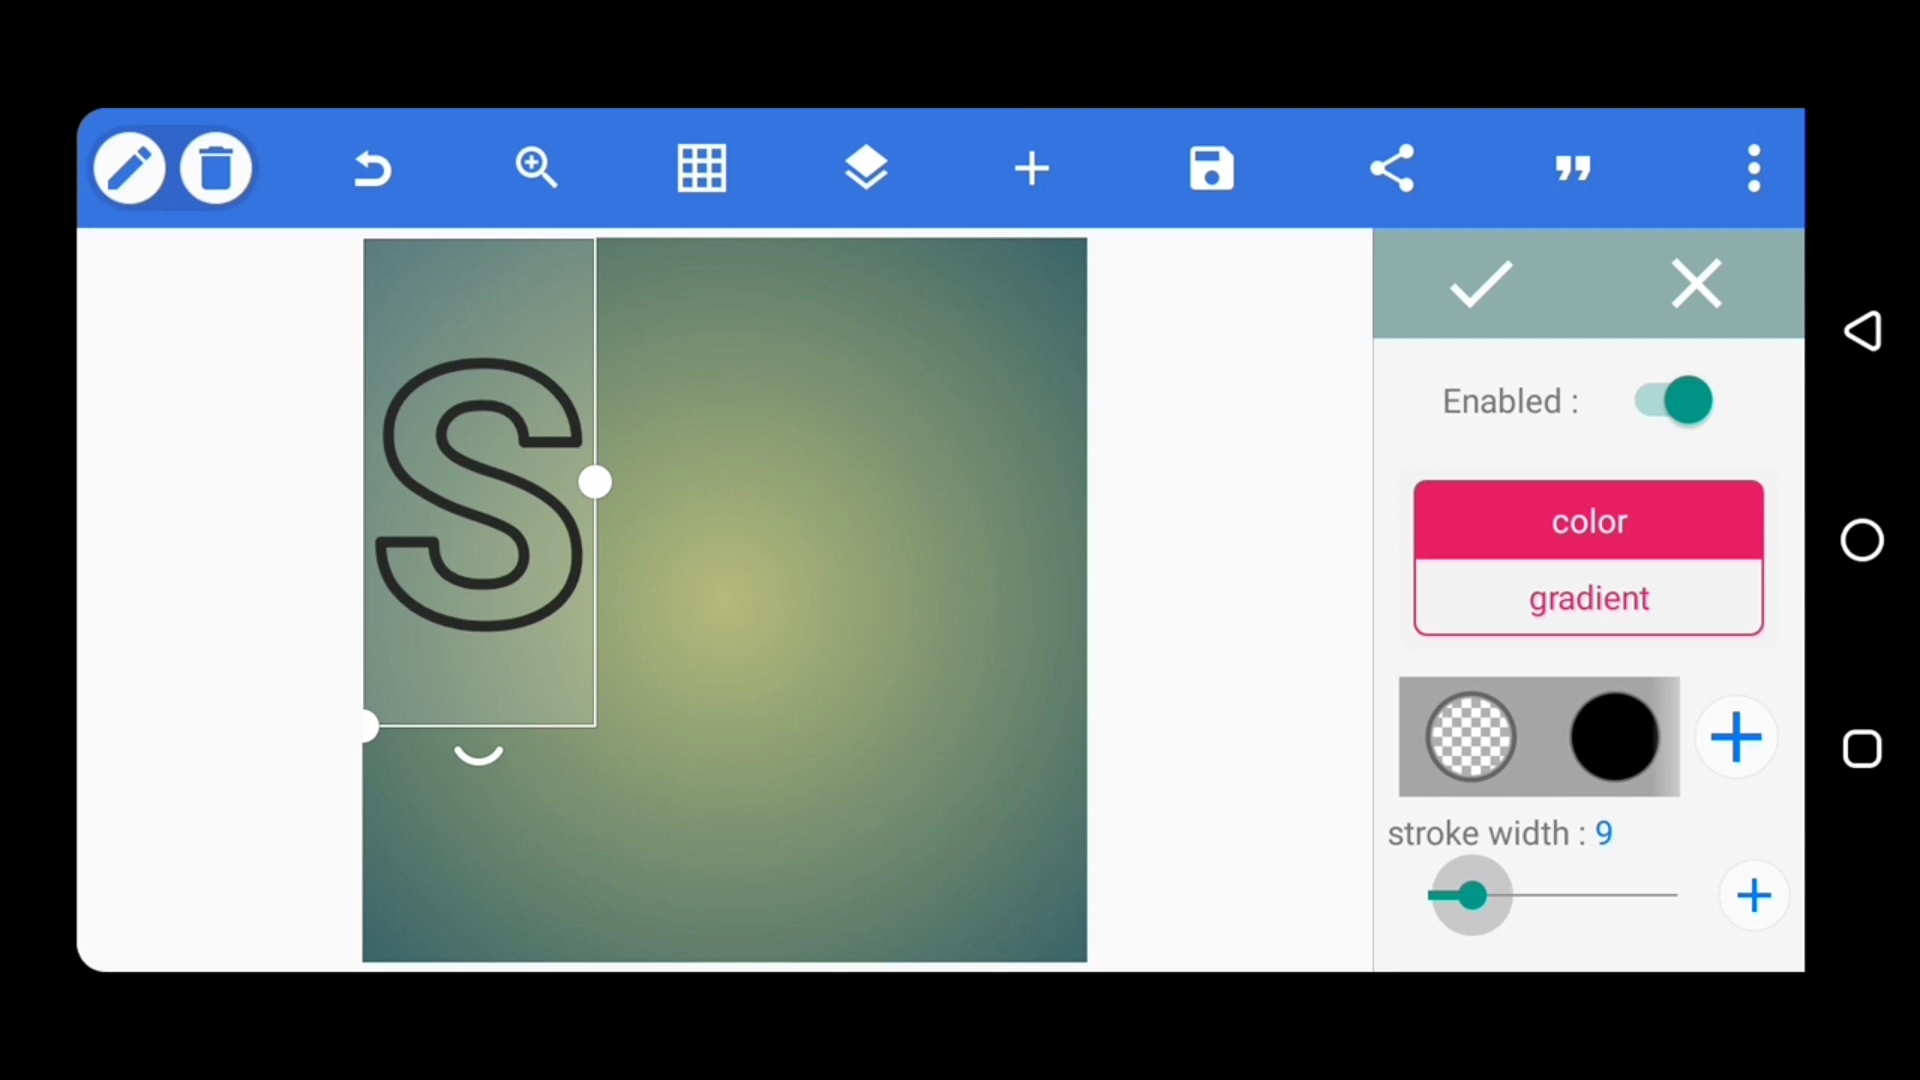 S
Enabled :
color
gradient
stroke width : 9